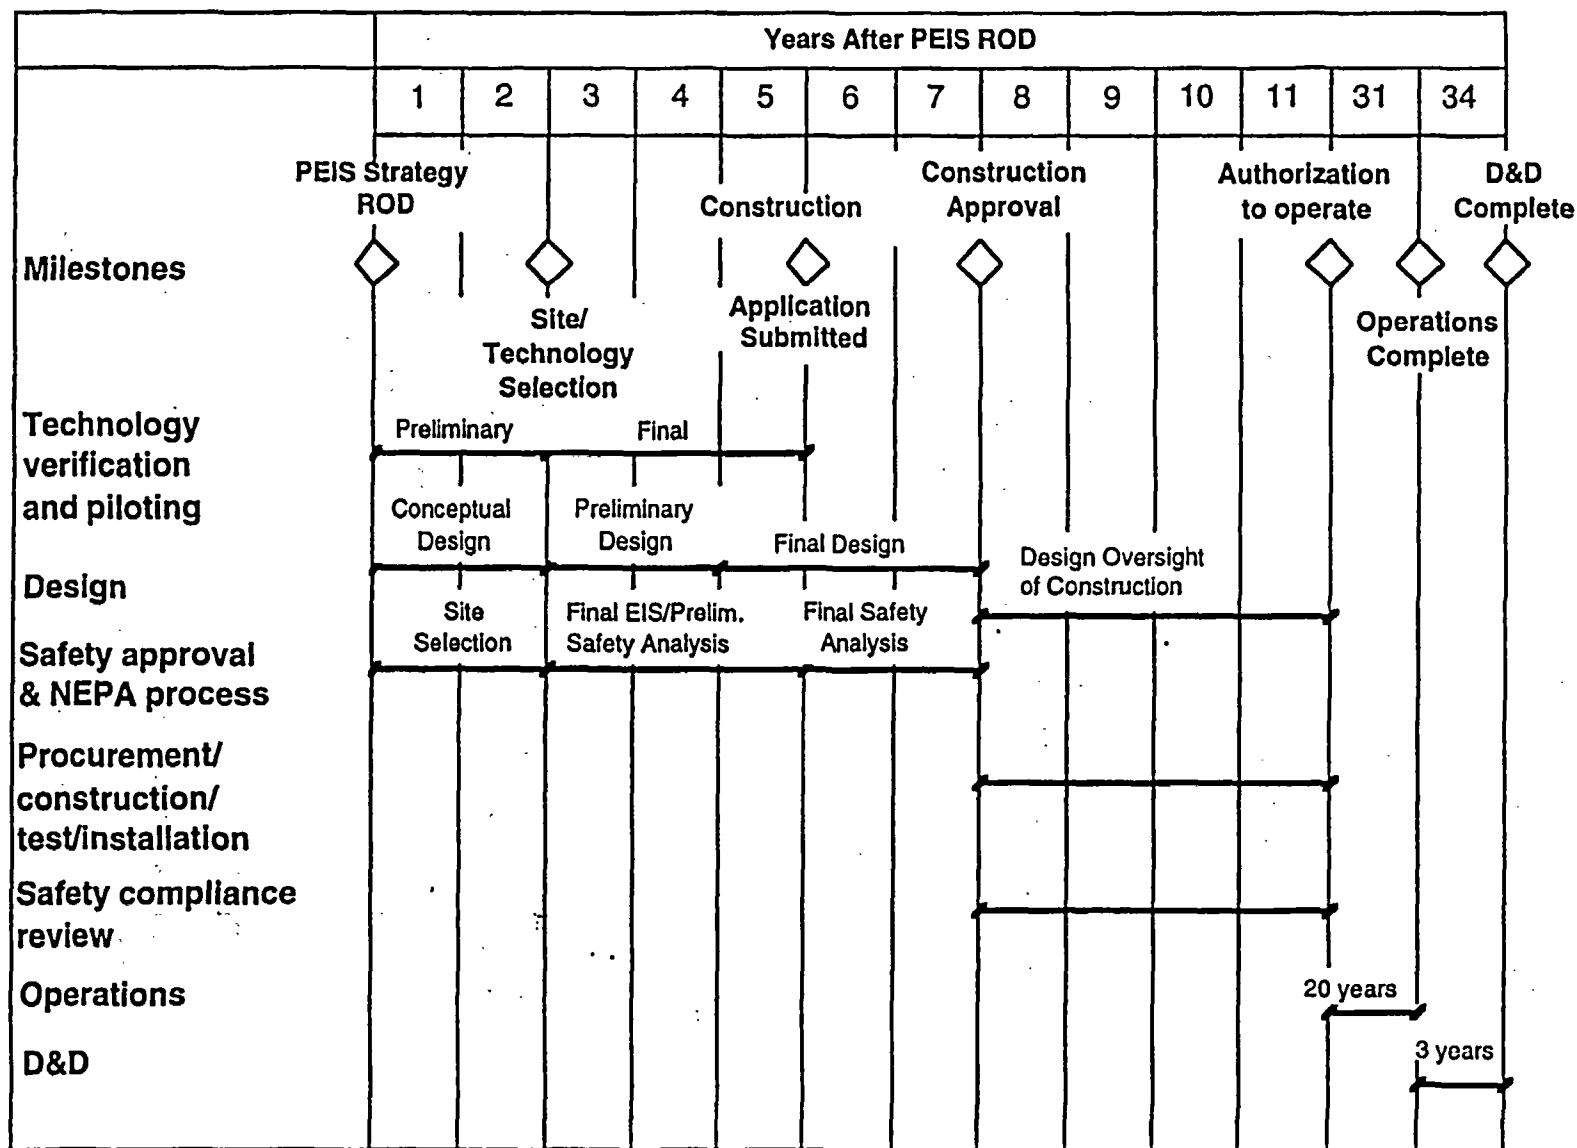 Years After PEIS ROD
1 2 3 4 5 6 7 8 9 10 11 31 34
PEIS Strategy
ROD
Construction
Construction
Approval
Authorization
to operate
D&D
Complete
Milestones
Site/
Technology
Selection
Application
Submitted
Operations
Complete
Technology
verification
and piloting
Preliminary
Final
Conceptual
Design
Preliminary
Design
Final Design
Design Oversight
of Construction
Design
Site
Selection
Final EIS/Prelim.
Safety Analysis
Final Safety
Analysis
Safety approval
& NEPA process
Procurement/
construction/
test/installation
Safety compliance
review
Operations
20 years
D&D
3 years